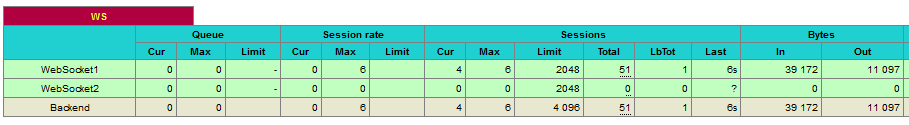 WS
Queue Session rate Sessions Bytes
Cur Max Limit Cur Max Limit Cur Max Limit Total LbTot Last In Out
WebSocket1 0 0 - 0 6 4 6 2048 51 1 6s 39 172 11 097
WebSocket2 0 0 - 0 0 0 0 2048 0 0 ? 0 0
Backend 0 0 0 6 4 6 4 096 51 1 6s 39 172 11 097